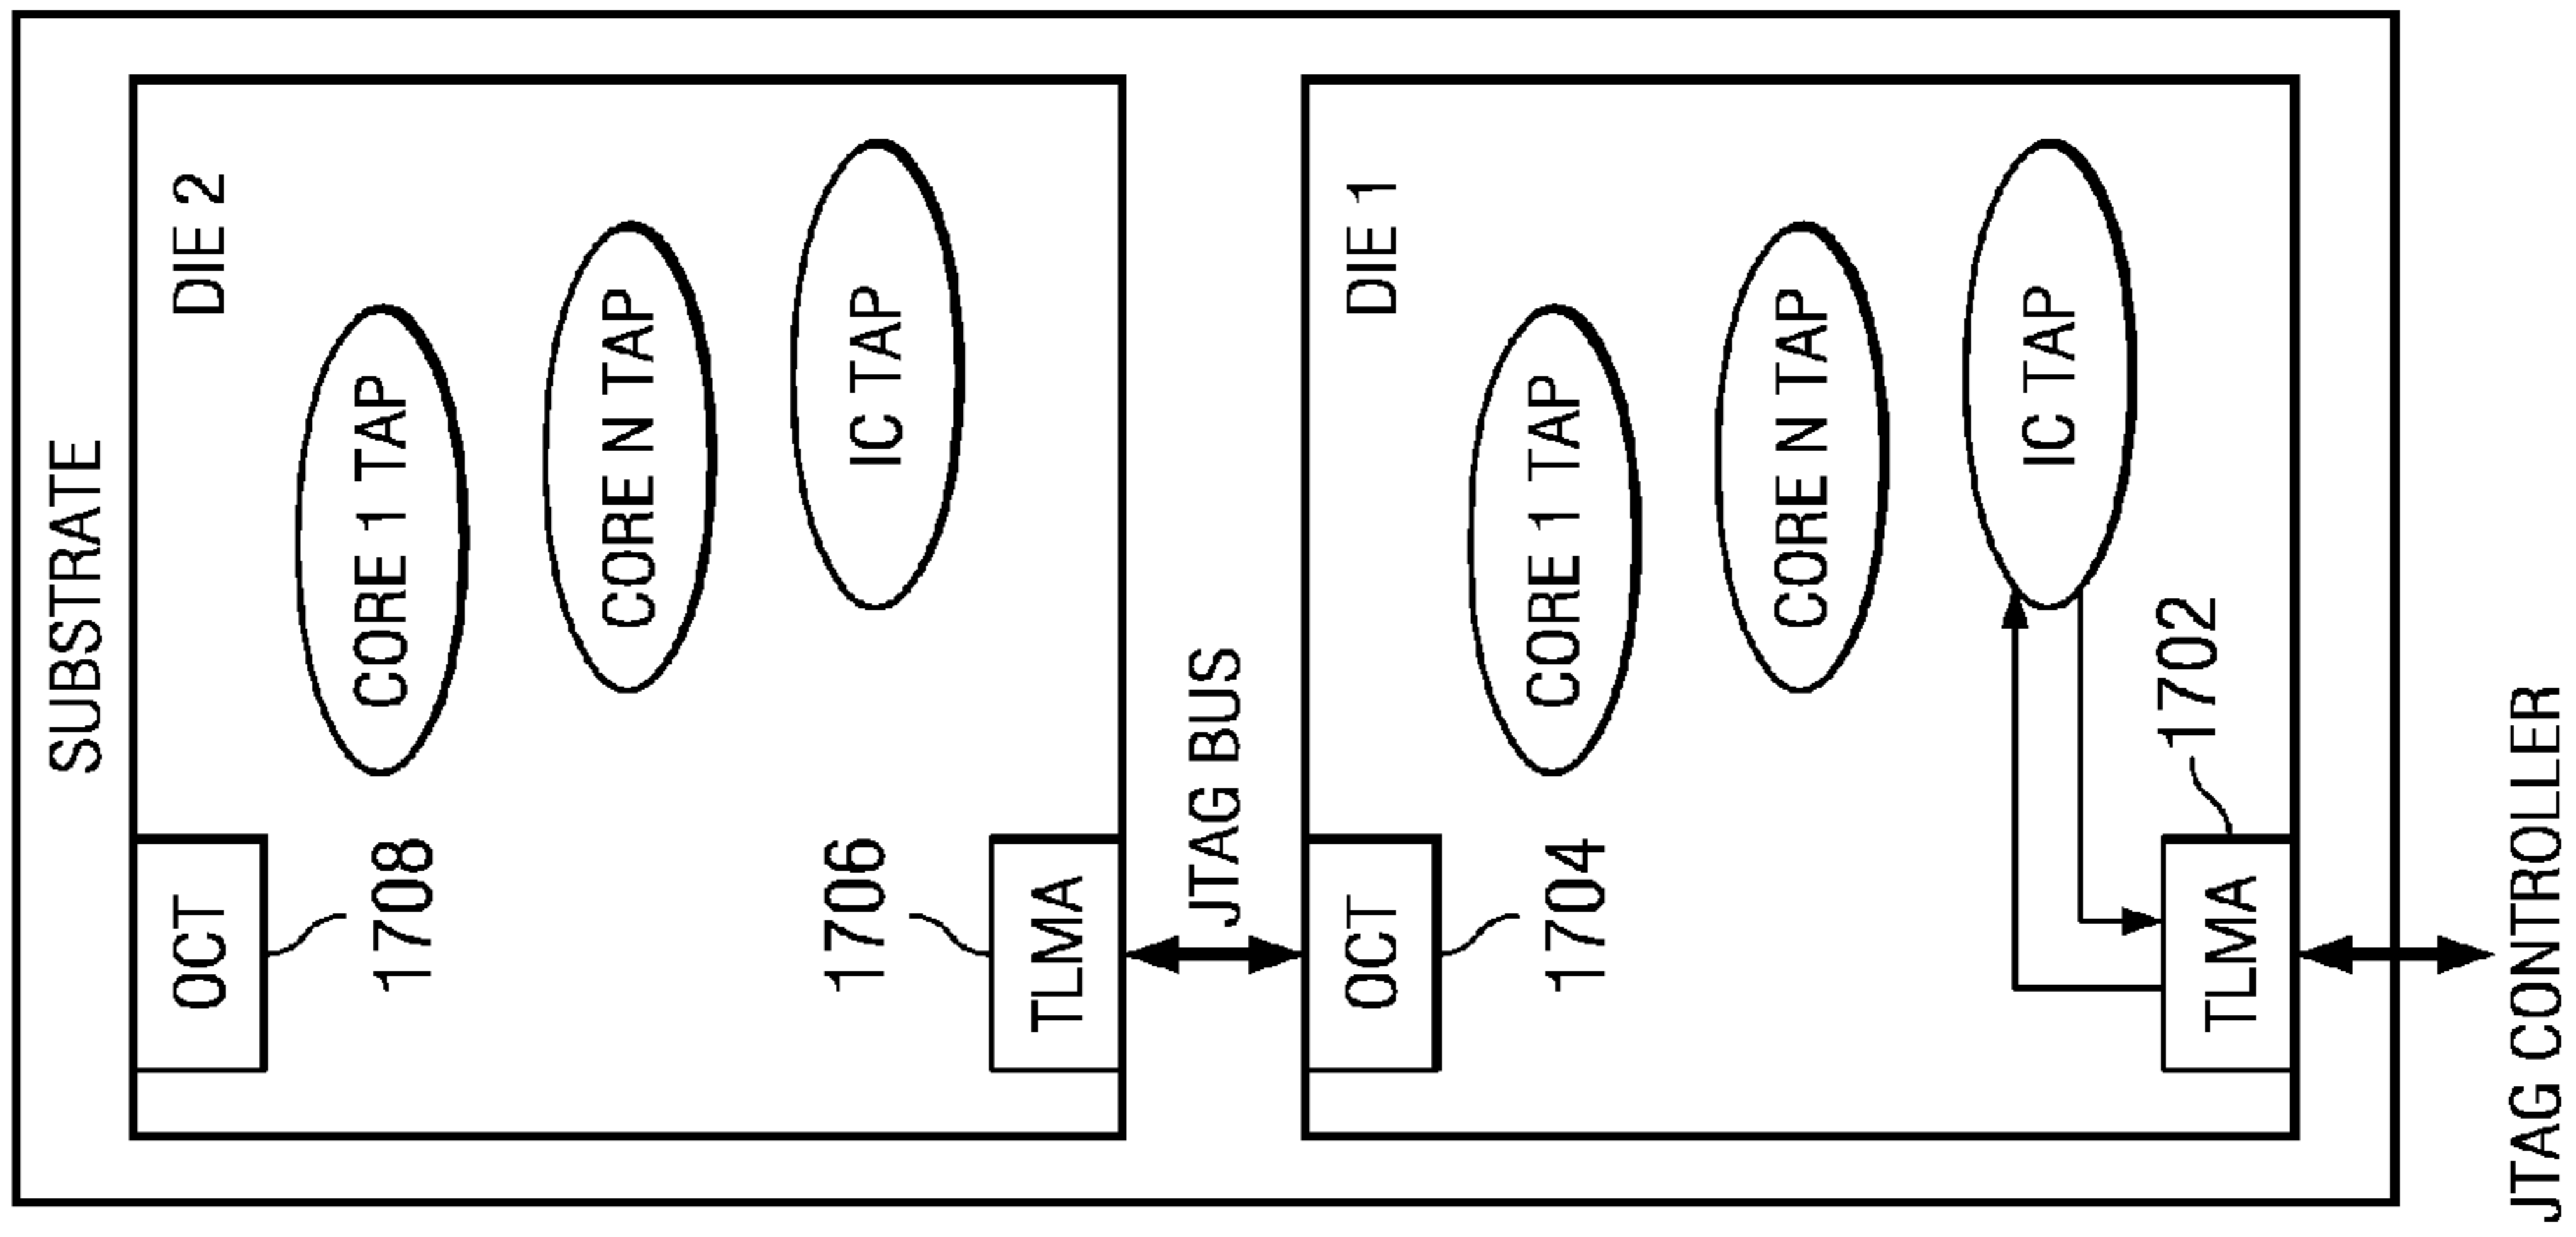 SUBSTRATE
DIE 2
OCT
1708
CORE 1 TAP
CORE N TAP
IC TAP
1706
TLMA
JTAG BUS
DIE 1
OCT
1704
CORE 1 TAP
CORE N TAP
IC TAP
1702
TLMA
JTAG CONTROLLER